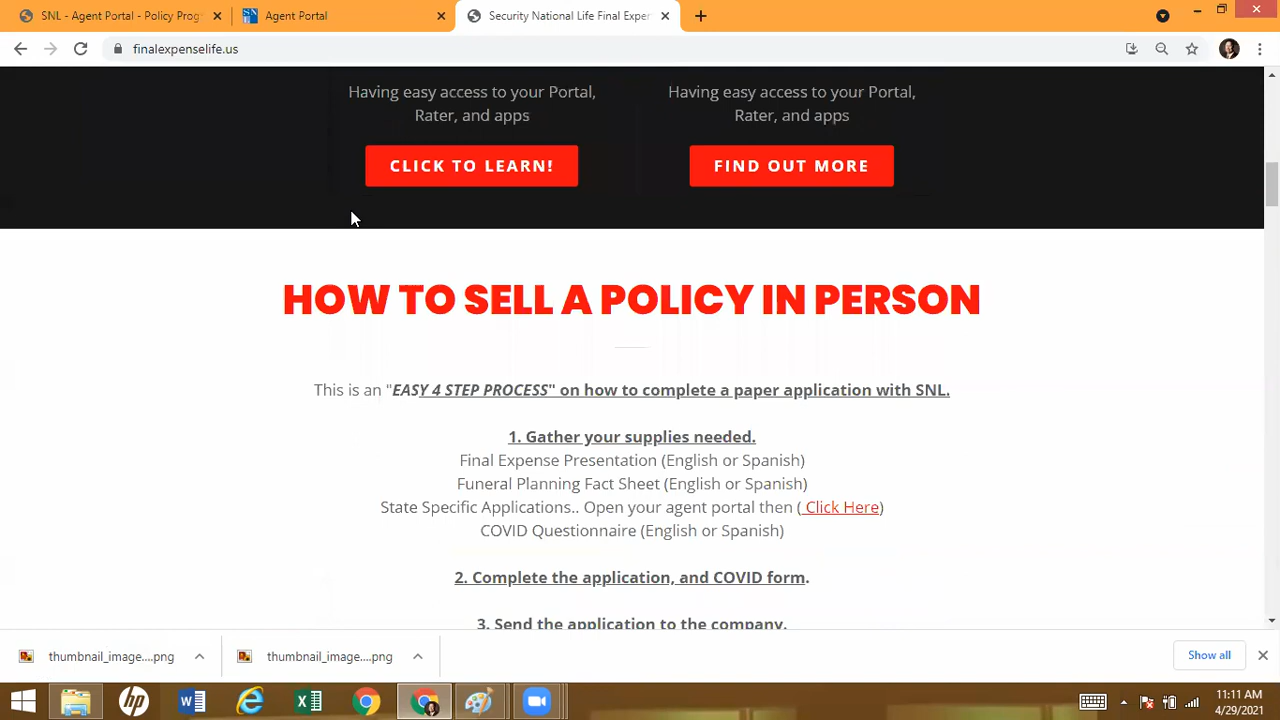 SNL - Agent Portal - Policy Prog
Agent Portal
Security National Life Final Exper
finalexpenselife.us
Having easy access to your Portal,
Rater, and apps
Having easy access to your Portal,
Rater, and apps
CLICK TO LEARN!
FIND OUT MORE
HOW TO SELL A POLICY IN PERSON
This is an "EASY 4 STEP PROCESS" on how to complete a paper application with SNL.
1. Gather your supplies needed.
Final Expense Presentation (English or Spanish)
Funeral Planning Fact Sheet (English or Spanish)
State Specific Applications.. Open your agent portal then ( Click Here)
COVID Questionnaire (English or Spanish)
2. Complete the application, and COVID form.
3. Send the application to the company.
thumbnail_image....png
thumbnail_image....png
Show all
11:11 AM
4/29/2021